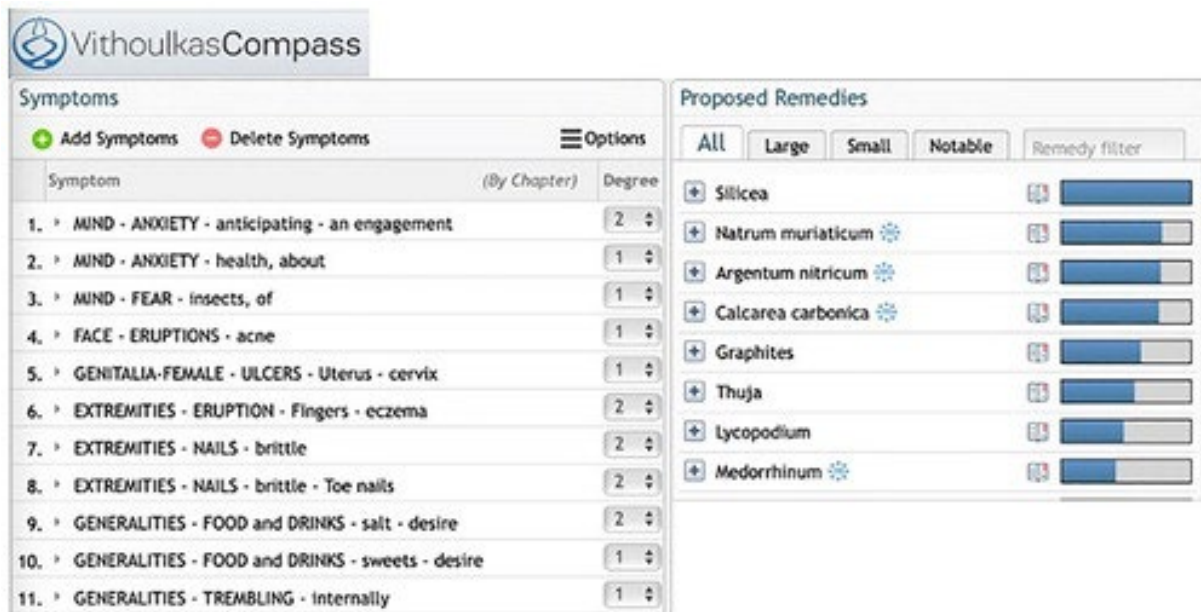 VithoulkasCompass
Symptoms
Add Symptoms Delete Symptoms Options
Symptom (By Chapter) Degree
1. MIND - ANXIETY - anticipating - an engagement 2
2. MIND - ANXIETY - health, about 1
3. MIND - FEAR - insects, of 1
4. FACE - ERUPTIONS - acne 1
5. GENITALIA-FEMALE - ULCERS - Uterus - cervix 1
6. EXTREMITIES - ERUPTION - Fingers - eczema 2
7. EXTREMITIES - NAILS - brittle 2
8. EXTREMITIES - NAILS - brittle - Toe nails 2
9. GENERALITIES - FOOD and DRINKS - salt - desire 2
10. GENERALITIES - FOOD and DRINKS - sweets - desire 1
11. GENERALITIES - TREMBLING - internally 1
Proposed Remedies
All Large Small Notable Remedy filter
Silicea
Natrum muriaticum
Argentum nitricum
Calcarea carbonica
Graphites
Thuja
Lycopodium
Medorrhinum